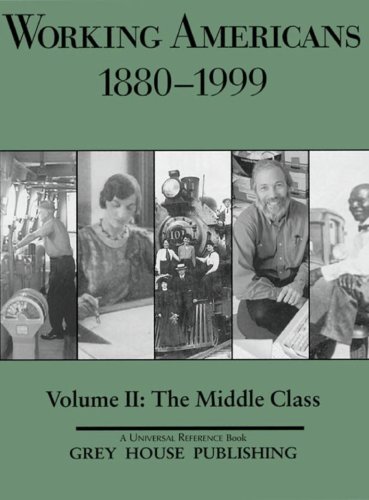 WORKING AMERICANS
1880–1999
Volume II: The Middle Class
A UNIVERSAL REFERENCE Book
GREY HOUSE PUBLISHING